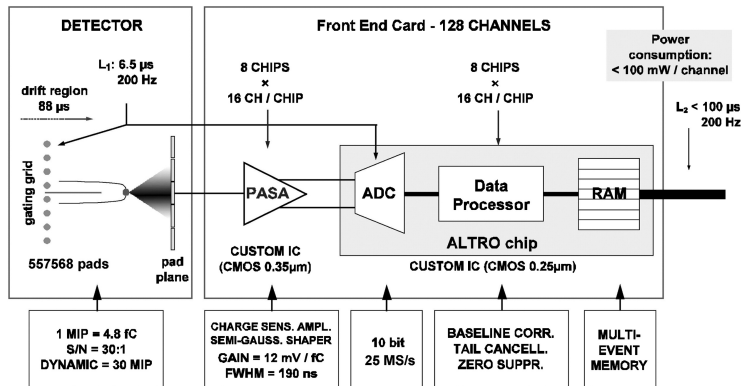 DETECTOR
Front End Card - 128 CHANNELS
Power
consumption:
< 100 mW / channel
L1: 6.5 µs
200 Hz
drift region
88 µs
8 CHIPS
×
16 CH / CHIP
8 CHIPS
×
16 CH / CHIP
L2 < 100 µs
200 Hz
gating grid
PASA
ADC
Data
Processor
RAM
ALTRO chip
557568 pads
pad
plane
CUSTOM IC
(CMOS 0.35µm)
CUSTOM IC (CMOS 0.25µm)
1 MIP = 4.8 fC
S/N = 30:1
DYNAMIC = 30 MIP
CHARGE SENS. AMPL.
SEMI-GAUSS. SHAPER
GAIN = 12 mV / fC
FWHM = 190 ns
10 bit
25 MS/s
BASELINE CORR.
TAIL CANCELL.
ZERO SUPPR.
MULTI-
EVENT
MEMORY